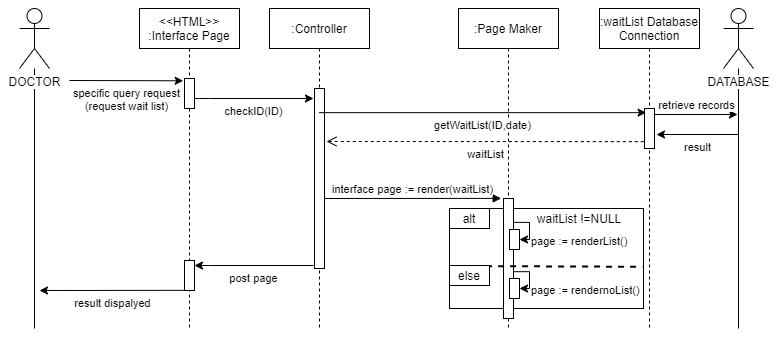 <<HTML>>
:Interface Page
:Controller
:Page Maker
:waitList Database
Connection
DOCTOR
DATABASE
specific query request
(request wait list)
checkID(ID)
retrieve records
getWaitList(ID,date)
result
waitList
interface page := render(waitList)
alt
waitList !=NULL
page := renderList()
post page
else
page := rendernoList()
result dispalyed